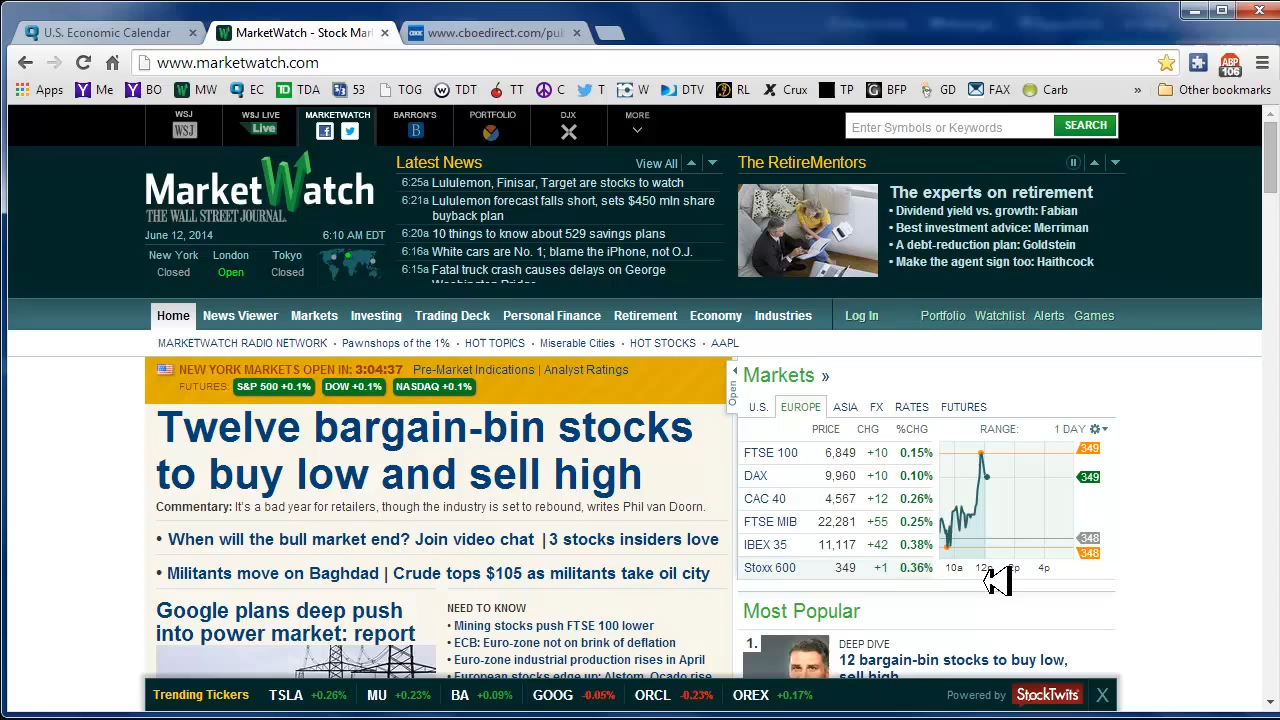 U.S. Economic Calendar
MarketWatch - Stock Mar
www.cboedirect.com/pu
www.marketwatch.com
ABP
106
Apps
Me
BO
MW
EC
TDA
53
TOG
TDT
TT
C
W
DTV
RL
Crux
TP
BFP
GD
FAX
Carb
»
Other bookmarks
WSJ
WSJ
WSJ LIVE
Live
MARKETWATCH
BARRON'S
B
PORTFOLIO
DJX
MORE
Enter Symbols or Keywords
SEARCH
MarketWatch
THE WALL STREET JOURNAL.
June 12, 2014 6:10 AM EDT
New York London Tokyo
Closed Open Closed
Latest News View All
6:25a Lululemon, Finisar, Target are stocks to watch
6:21a Lululemon forecast falls short, sets $450 mln share
buyback plan
6:20a 10 things to know about 529 savings plans
6:16a White cars are No. 1; blame the iPhone, not O.J.
6:15a Fatal truck crash causes delays on George
Washington Bridge
The RetireMentors
The experts on retirement
• Dividend yield vs. growth: Fabian
• Best investment advice: Merriman
• A debt-reduction plan: Goldstein
• Make the agent sign too: Haithcock
Home News Viewer Markets Investing Trading Deck Personal Finance Retirement Economy Industries Log In Portfolio Watchlist Alerts Games
MARKETWATCH RADIO NETWORK • Pawnshops of the 1% • HOT TOPICS • Miserable Cities • HOT STOCKS • AAPL
NEW YORK MARKETS OPEN IN: 3:04:37 Pre-Market Indications | Analyst Ratings
FUTURES: S&P 500 +0.1% DOW +0.1% NASDAQ +0.1%
Twelve bargain-bin stocks
to buy low and sell high
Commentary: It's a bad year for retailers, though the industry is set to rebound, writes Phil van Doorn.
• When will the bull market end? Join video chat | 3 stocks insiders love
• Militants move on Baghdad | Crude tops $105 as militants take oil city
Google plans deep push
into power market: report
NEED TO KNOW
• Mining stocks push FTSE 100 lower
• ECB: Euro-zone not on brink of deflation
• Euro-zone industrial production rises in April
• European stocks edge up; Alstom, Ocado rise
Open
Markets »
U.S. EUROPE ASIA FX RATES FUTURES
PRICE CHG %CHG RANGE: 1 DAY
FTSE 100 6,849 +10 0.15%
DAX 9,960 +10 0.10%
CAC 40 4,567 +12 0.26%
FTSE MIB 22,281 +55 0.25%
IBEX 35 11,117 +42 0.38%
Stoxx 600 349 +1 0.36%
349
349
348
348
10a 12p 2p 4p
Most Popular
1.
DEEP DIVE
12 bargain-bin stocks to buy low,
sell high
Trending Tickers TSLA +0.26% MU +0.23% BA +0.09% GOOG -0.05% ORCL -0.23% OREX +0.17% Powered by StockTwits X